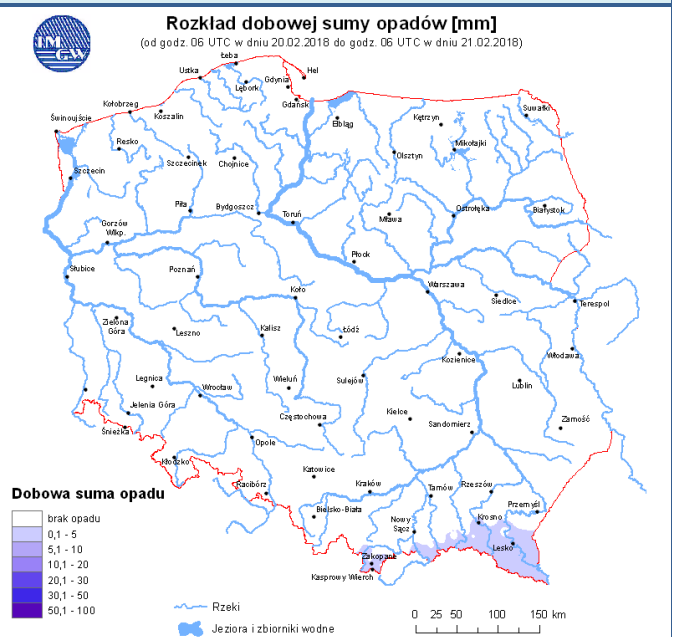 IM
GW
Rozkład dobowej sumy opadów [mm]
(od godz. 06 UTC w dniu 20.02.2018 do godz. 06 UTC w dniu 21.02.2018)
Łeba
Ustka
Hel
Gdynia
Lębork
Gdańsk
Kołobrzeg
Koszalin
Suwałki
Świnoujście
Elbląg
Kętrzyn
Resko
Szczecinek
Chojnice
Olsztyn
Mikołajki
Szczecin
Piła
Bydgoszcz
Toruń
Mława
Ostrołęka
Białystok
Gorzów
Wlkp.
Płock
Słubice
Poznań
Koło
Warszawa
Siedlce
Terespol
Zielona
Góra
Leszno
Kalisz
Łódź
Kozienice
Włodawa
Legnica
Wrocław
Wieluń
Sulejów
Lublin
Jelenia Góra
Częstochowa
Kielce
Sandomierz
Zamość
Śnieżka
Opole
Kłodzko
Katowice
Racibórz
Kraków
Tarnów
Rzeszów
Bielsko-Biała
Przemyśl
Nowy
Sącz
Krosno
Lesko
Zakopane
Kasprowy Wierch
Dobowa suma opadu
brak opadu
0,1 - 5
5,1 - 10
10,1 - 20
20,1 - 30
30,1 - 50
50,1 - 100
Rzeki
Jeziora i zbiorniki wodne
0 25 50 100 150 km